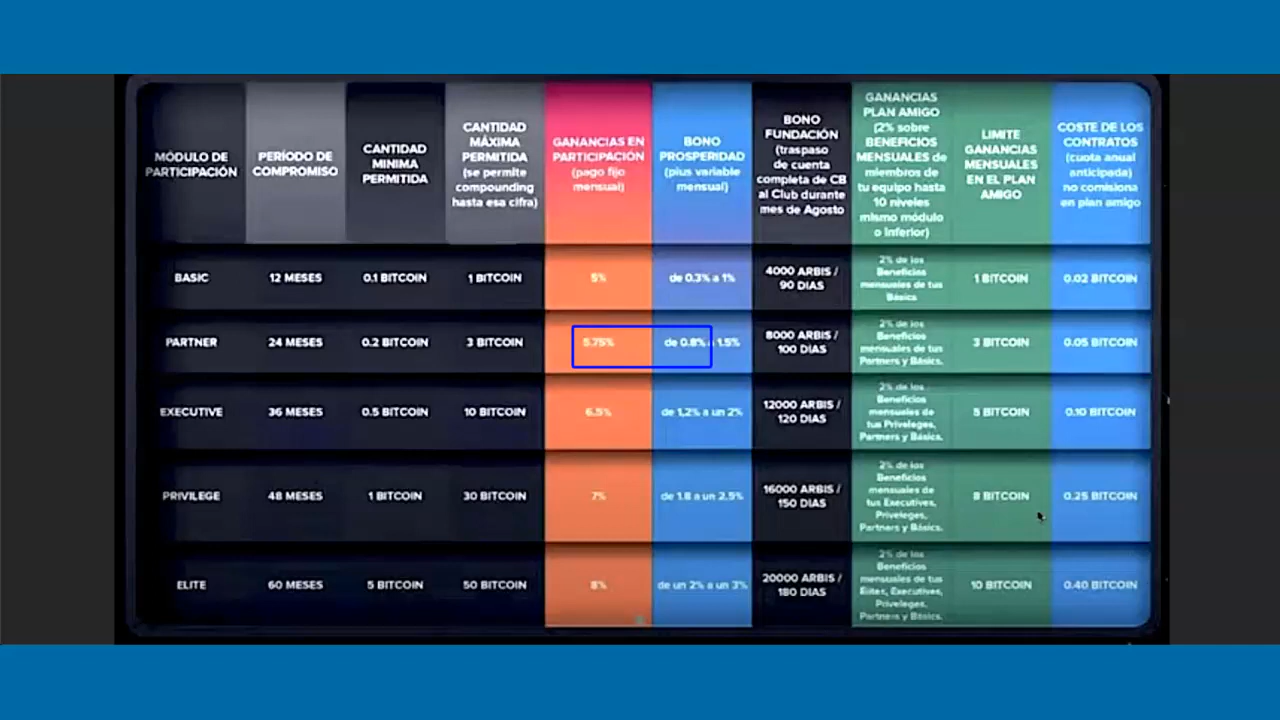 MÓDULO DE
PARTICIPACIÓN
PERÍODO DE
COMPROMISO
CANTIDAD
MINIMA
PERMITIDA
CANTIDAD
MÁXIMA
PERMITIDA
(se permite
compounding
hasta esa cifra)
GANANCIAS EN
PARTICIPACIÓN
(pago fijo
mensual)
BONO
PROSPERIDAD
(plus variable
mensual)
BONO
FUNDACIÓN
(traspaso
de cuenta
completa de CB
al Club durante
mes de Agosto
GANANCIAS
PLAN AMIGO
(2% sobre
BENEFICIOS
MENSUALES de
miembros de
tu equipo hasta
10 niveles
mismo módulo
o inferior)
LIMITE
GANANCIAS
MENSUALES
EN EL PLAN
AMIGO
COSTE DE LOS
CONTRATOS
(cuota anual
anticipada)
no comisiona
en plan amigo
BASIC
12 MESES
0.1 BITCOIN
1 BITCOIN
5%
de 0.3% a 1%
4000 ARBIS /
90 DIAS
2% de los
Beneficios
mensuales de tus
Básics
1 BITCOIN
0.02 BITCOIN
PARTNER
24 MESES
0.2 BITCOIN
3 BITCOIN
5.75%
de 0.8% a 1.5%
8000 ARBIS /
100 DIAS
2% de los
Beneficios
mensuales de tus
Partners y Básics.
3 BITCOIN
0.05 BITCOIN
EXECUTIVE
36 MESES
0.5 BITCOIN
10 BITCOIN
6.5%
de 1,2% a un 2%
12000 ARBIS /
120 DIAS
2% de los
Beneficios
mensuales de
tus Priveleges,
Partners y Básics.
5 BITCOIN
0.10 BITCOIN
PRIVILEGE
48 MESES
1 BITCOIN
30 BITCOIN
7%
de 1.8 a un 2.5%
16000 ARBIS /
150 DIAS
2% de los
Beneficios
mensuales de
tus Executives,
Priveleges,
Partners y Básics.
8 BITCOIN
0.25 BITCOIN
ELITE
60 MESES
5 BITCOIN
50 BITCOIN
8%
de un 2% a un 3%
20000 ARBIS /
180 DIAS
2% de los
Beneficios
mensuales de tus
Elites, Executives,
Priveleges,
Partners y Básics.
10 BITCOIN
0.40 BITCOIN